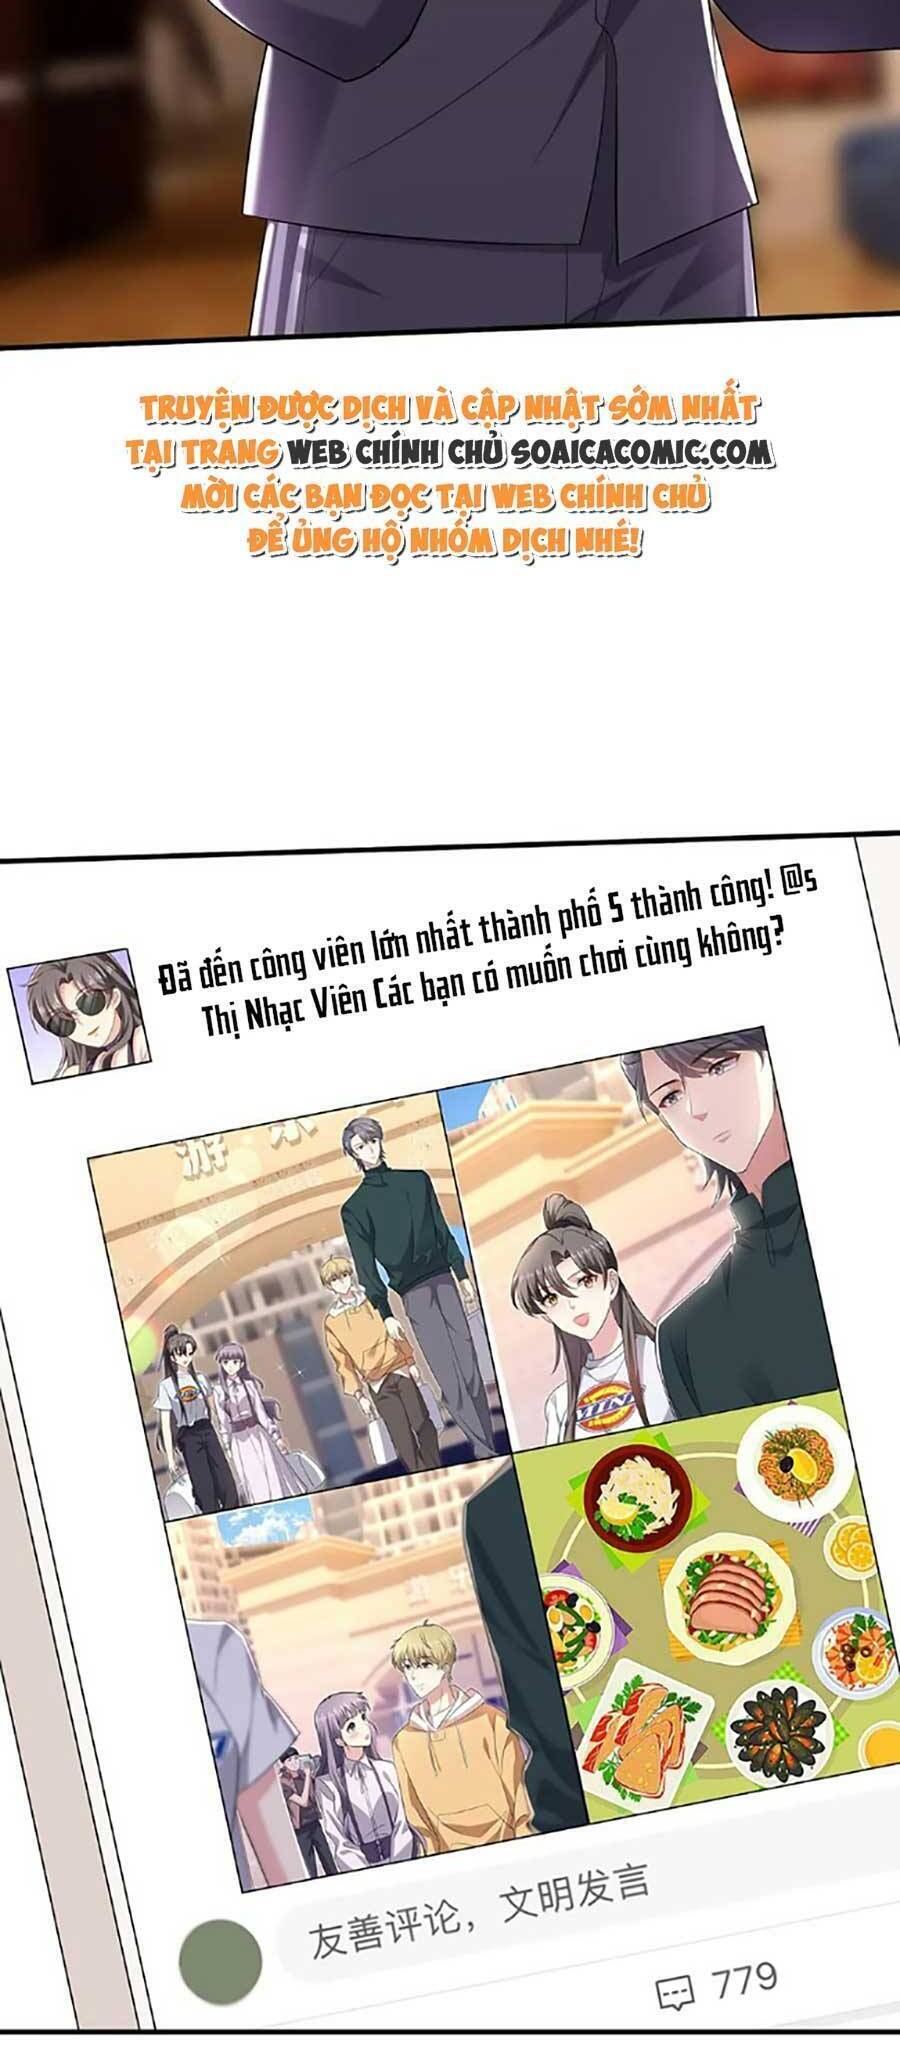 TRUYỆN ĐƯỢC DỊCH VÀ CẬP NHẬT SỚM NHẤT
TẠI TRANG WEB CHÍNH CHỦ SOAICACOMIC.COM
MỜI CÁC BẠN ĐỌC TẠI WEB CHÍNH CHỦ
ĐỂ ỦNG HỘ NHÓM DỊCH NHÉ!
Đã đến công viên lớn nhất thành phố S thành công! @s
Thị Nhạc Viên Các bạn có muốn chơi cùng không?
游乐
友善评论，文明发言
779